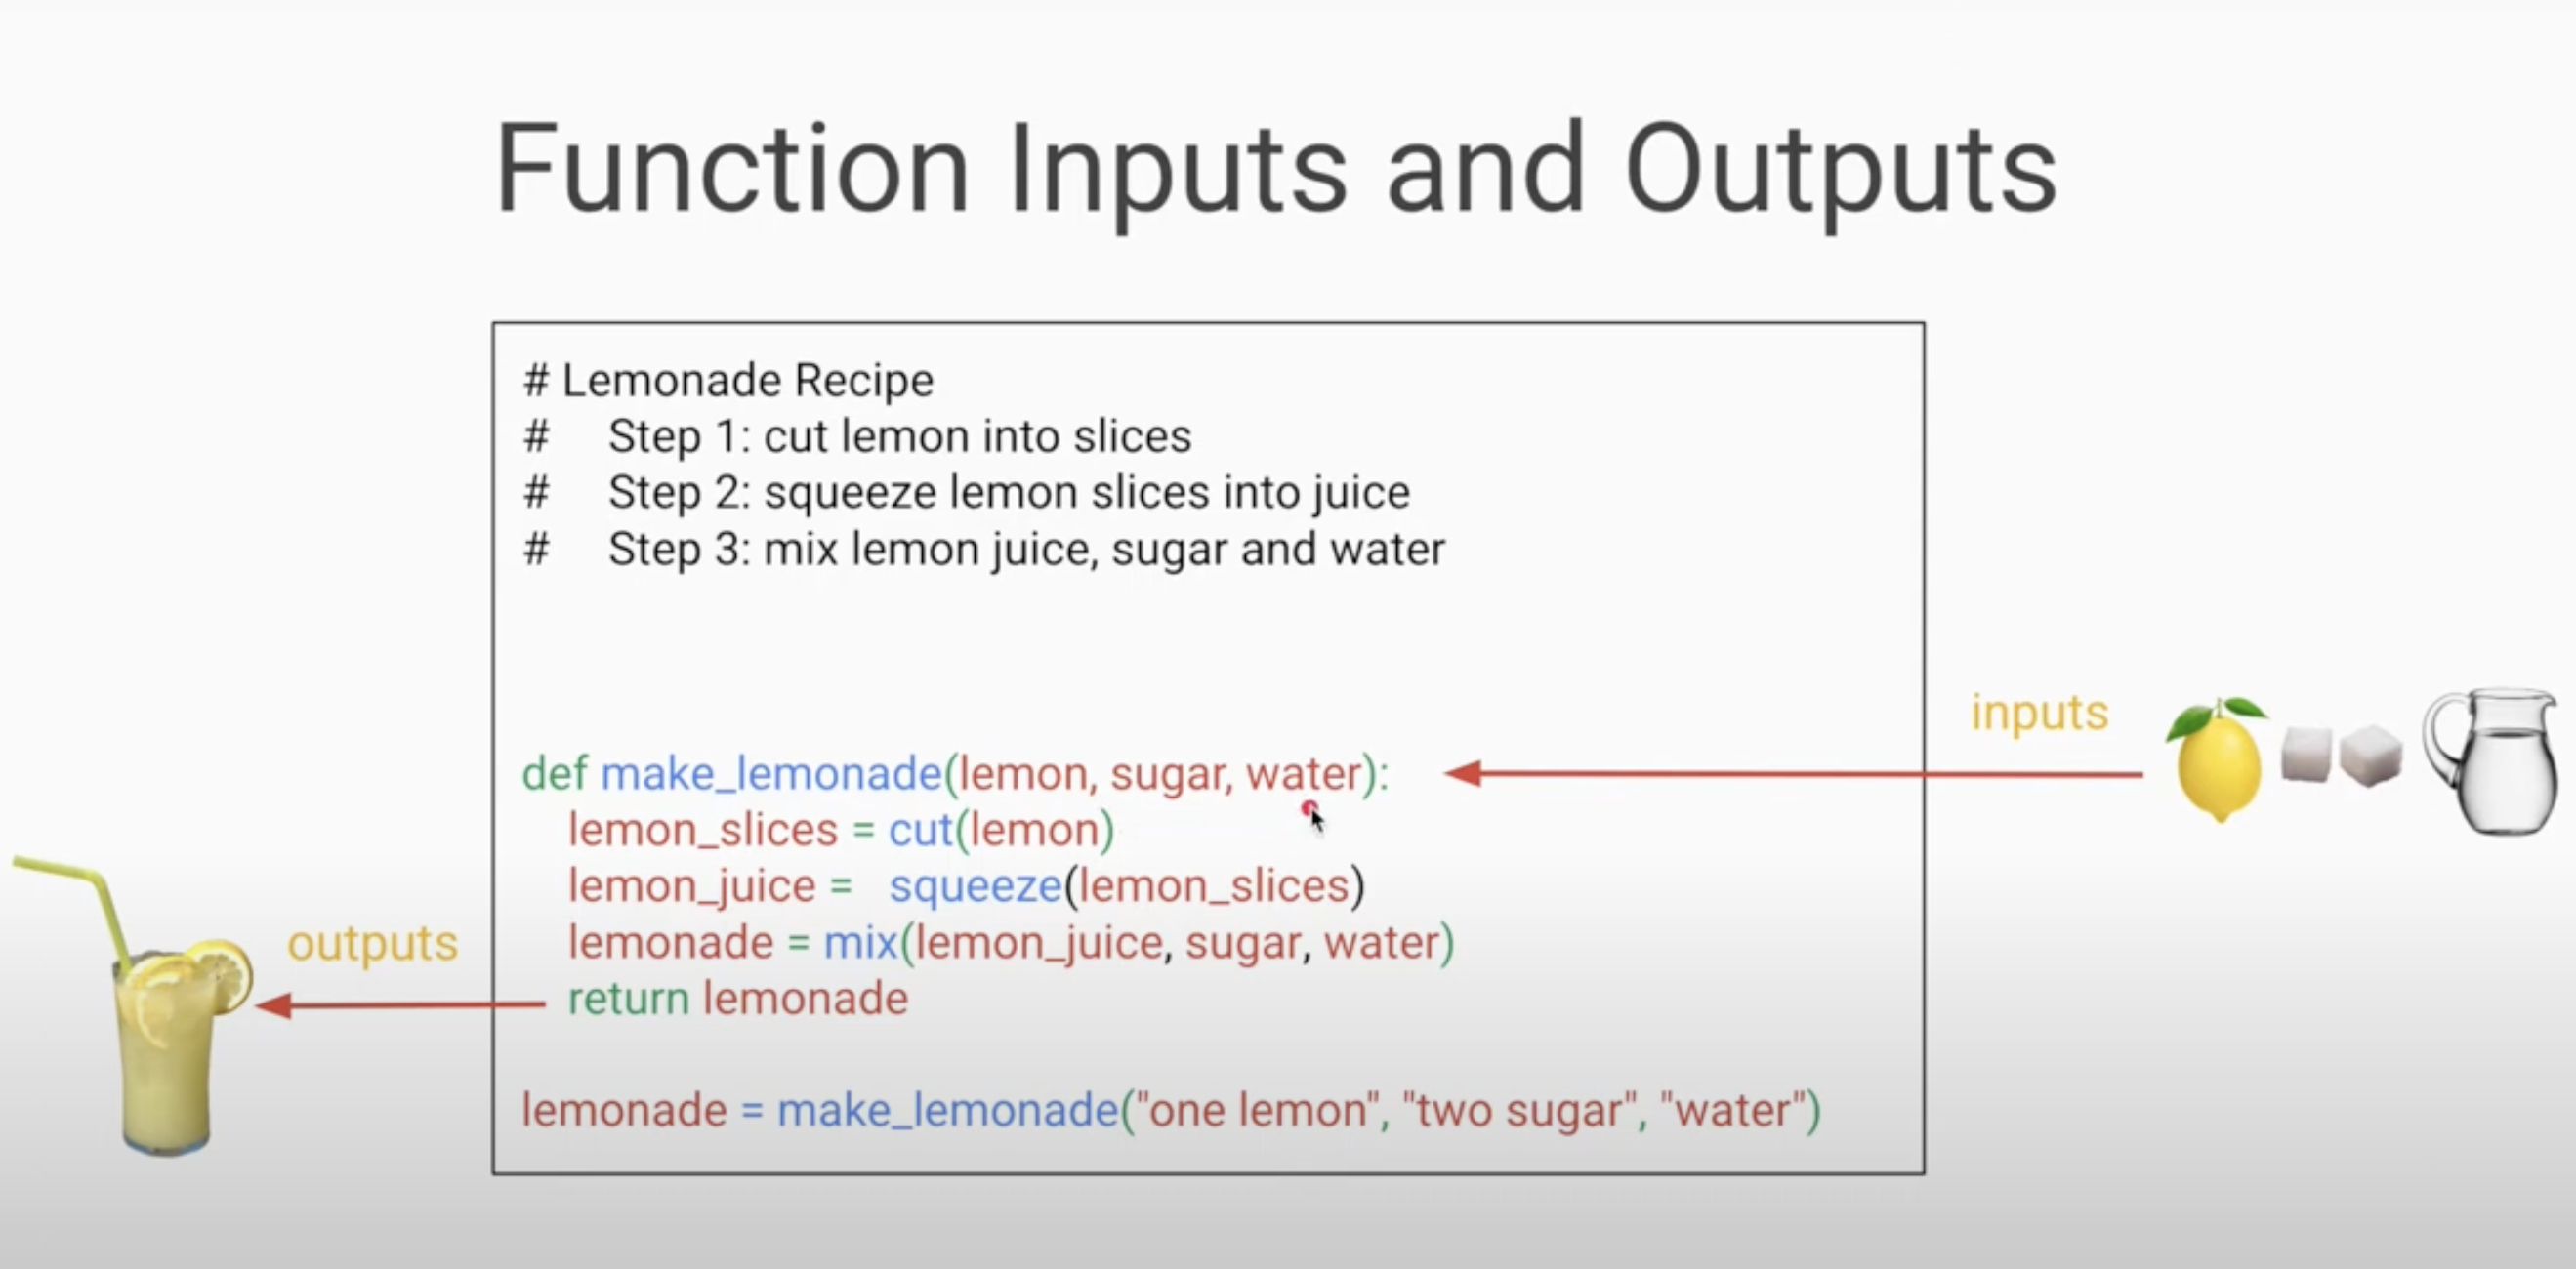 Function Inputs and Outputs
# Lemonade Recipe
# Step 1: cut lemon into slices
# Step 2: squeeze lemon slices into juice
# Step 3: mix lemon juice, sugar and water
inputs
def make_lemonade(lemon, sugar, water):
lemon_slices = cut(lemon)
lemon_juice = squeeze(lemon_slices)
outputs
lemonade = mix(lemon_juice, sugar, water)
return lemonade
lemonade = make_lemonade("one lemon", "two sugar", "water")